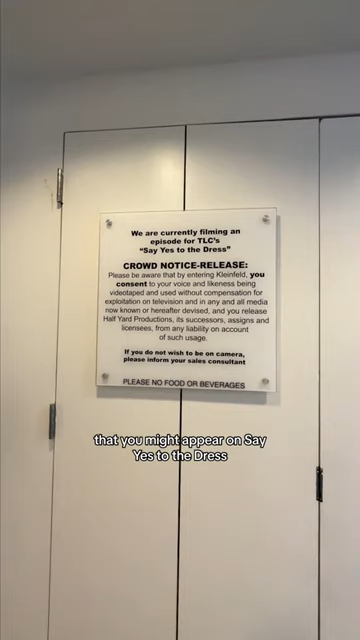 We are currently filming an
episode for TLC's
"Say Yes to the Dress"
CROWD NOTICE-RELEASE:
Please be aware that by entering Kleinfeld, you
consent to your voice and likeness being
videotaped and used without compensation for
exploitation on television and in any and all media
now known or hereafter devised, and you release
Half Yard Productions, its successors, assigns and
licensees, from any liability on account
of such usage.
If you do not wish to be on camera,
please inform your sales consultant
PLEASE NO FOOD OR BEVERAGES
that you might appear on Say
Yes to the Dress